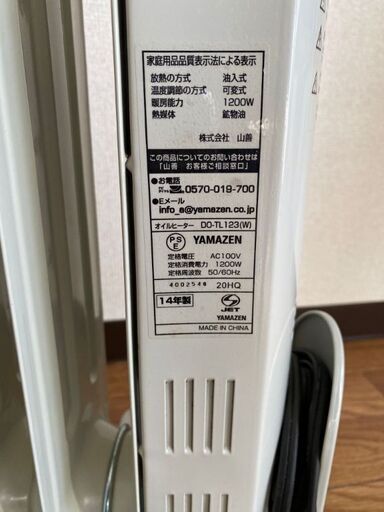 家庭用品品質表示法による表示
放熱の方式 油入式
温度調節の方式 可変式
暖房能力 1200W
熱媒体 鉱物油
株式会社 山善
この商品についてのお問い合わせは
「山善 お客さまご相談窓口」
●お電話
0570-019-700
●Eメール
info_a@yamazen.co.jp
オイルヒーター DO-TL123(W)
PSE YAMAZEN
定格電圧 AC100V
定格消費電力 1200W
定格周波数 50/60Hz
4002548 20HQ
14年製 S JET
YAMAZEN
MADE IN CHINA